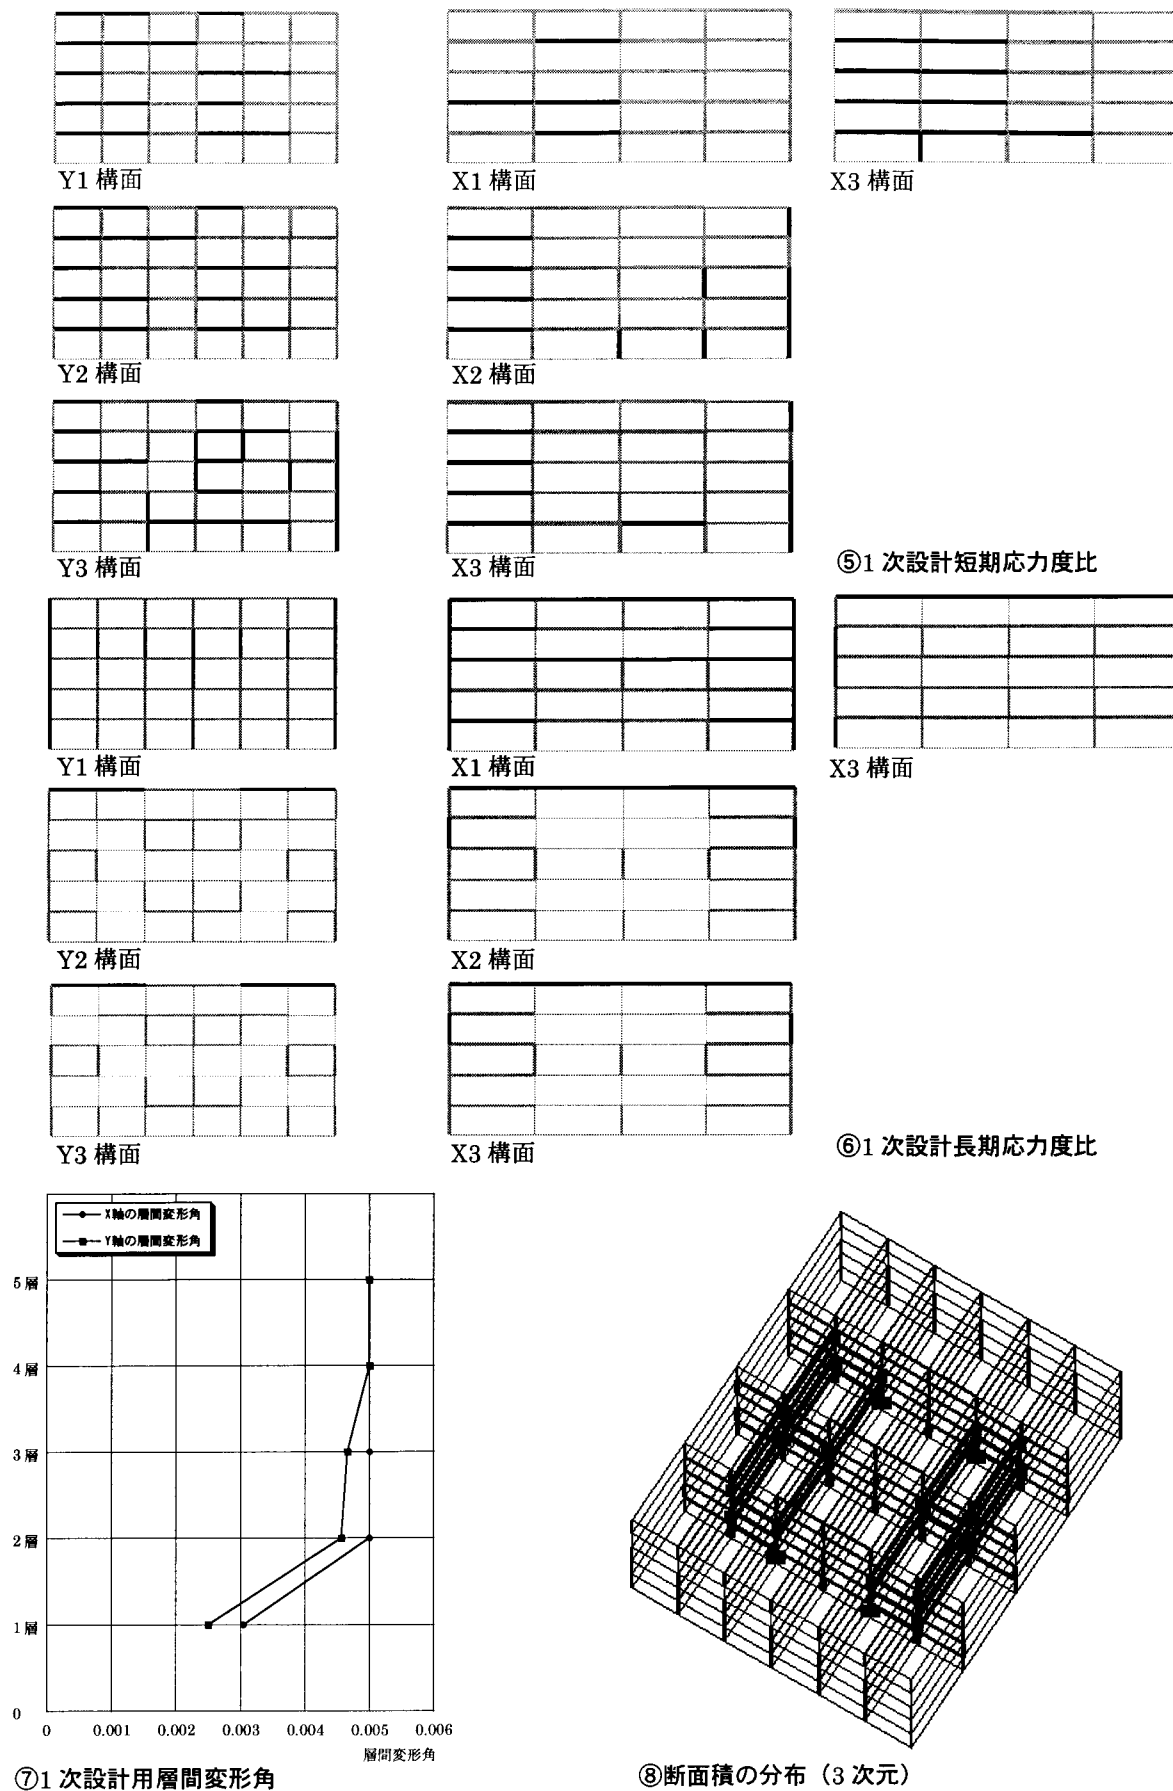 Y1 構面
X1 構面
X3 構面
Y2 構面
X2 構面
Y3 構面
X3 構面
⑤1 次設計短期応力度比
Y1 構面
X1 構面
X3 構面
Y2 構面
X2 構面
Y3 構面
X3 構面
⑥1 次設計長期応力度比
X軸の層間変形角
Y軸の層間変形角
5 層
4 層
3 層
2 層
1 層
0
0 0.001 0.002 0.003 0.004 0.005 0.006
層間変形角
⑦1 次設計用層間変形角
⑧断面積の分布（3 次元）